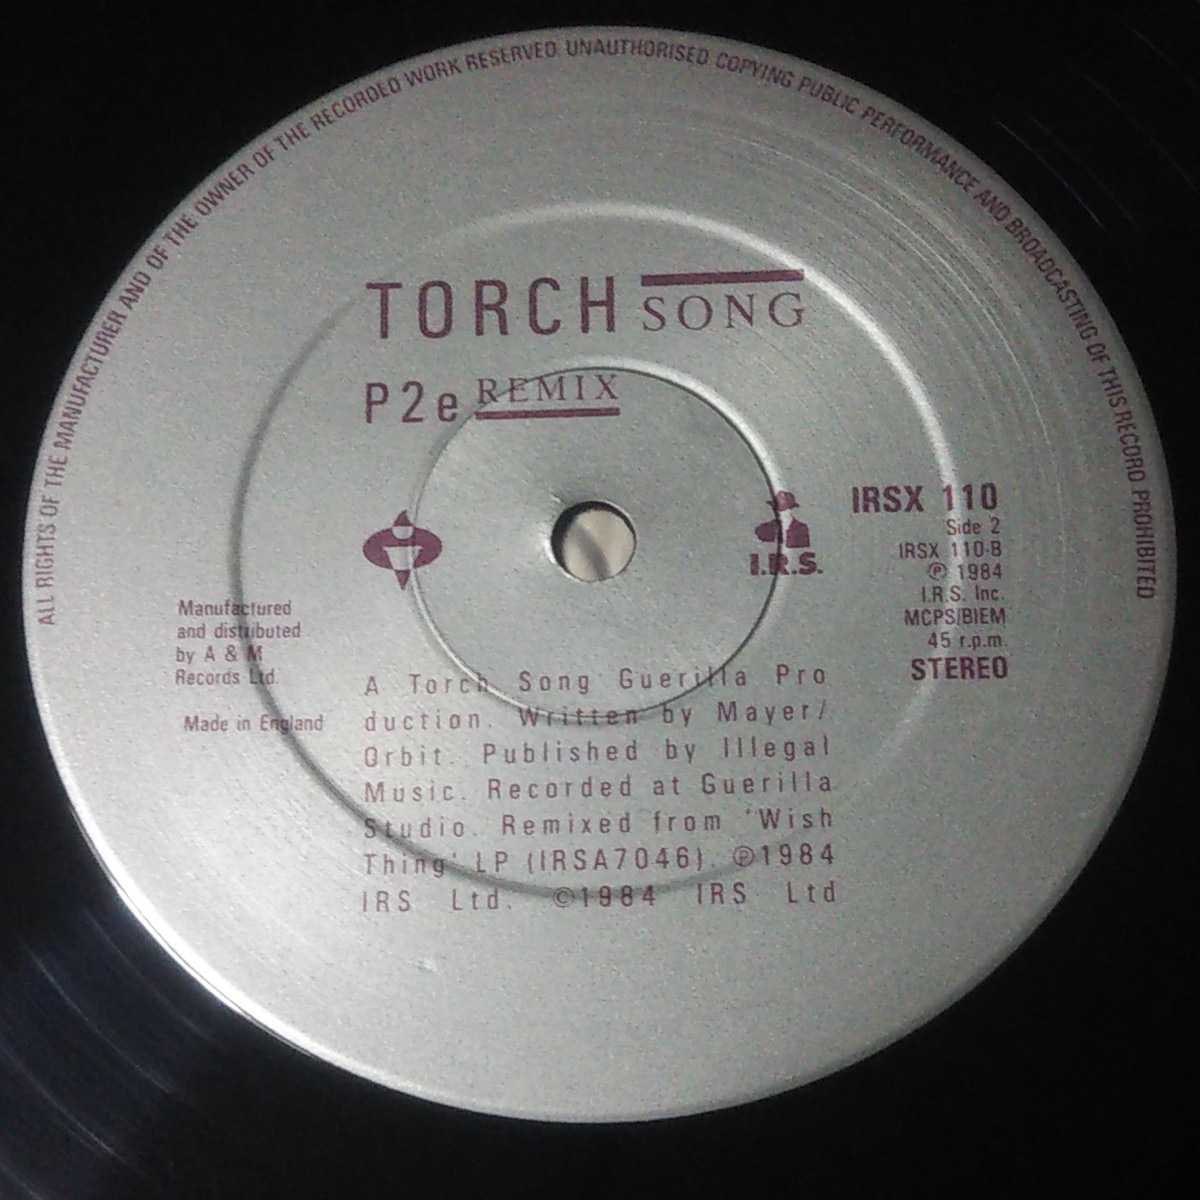 ALL RIGHTS OF THE MANUFACTURER AND OF THE OWNER OF THE RECORDED WORK RESERVED. UNAUTHORISED COPYING PUBLIC PERFORMANCE AND BROADCASTING OF THIS RECORD PROHIBITED
TORCH SONG
P2e REMIX
I.R.S.
IRSX 110
Side 2
IRSX 110-B
℗ 1984
I.R.S. Inc.
MCPS/BIEM
45 r.p.m.
STEREO
Manufactured
and distributed
by A & M
Records Ltd.
Made in England
A Torch Song Guerilla Pro
duction. Written by Mayer/
Orbit. Published by Illegal
Music. Recorded at Guerilla
Studio. Remixed from 'Wish
Thing' LP (IRSA7046). ℗1984
IRS Ltd. ©1984 IRS Ltd